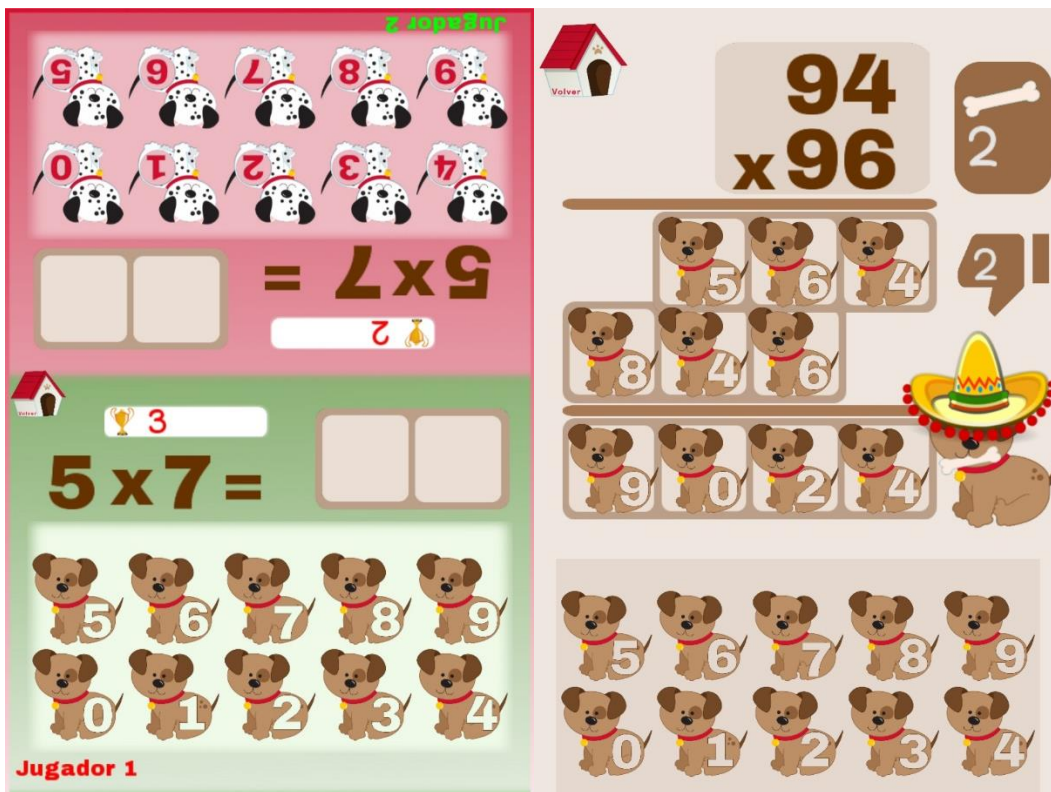 Jugador 2
5 6 7 8 9
0 1 2 3 4
5x7 =
2
Volver
3
5x7=
5 6 7 8 9
0 1 2 3 4
Jugador 1
Volver
94
x96
2
5 6 4
2
8 4 6
9 0 2 4
5 6 7 8 9
0 1 2 3 4